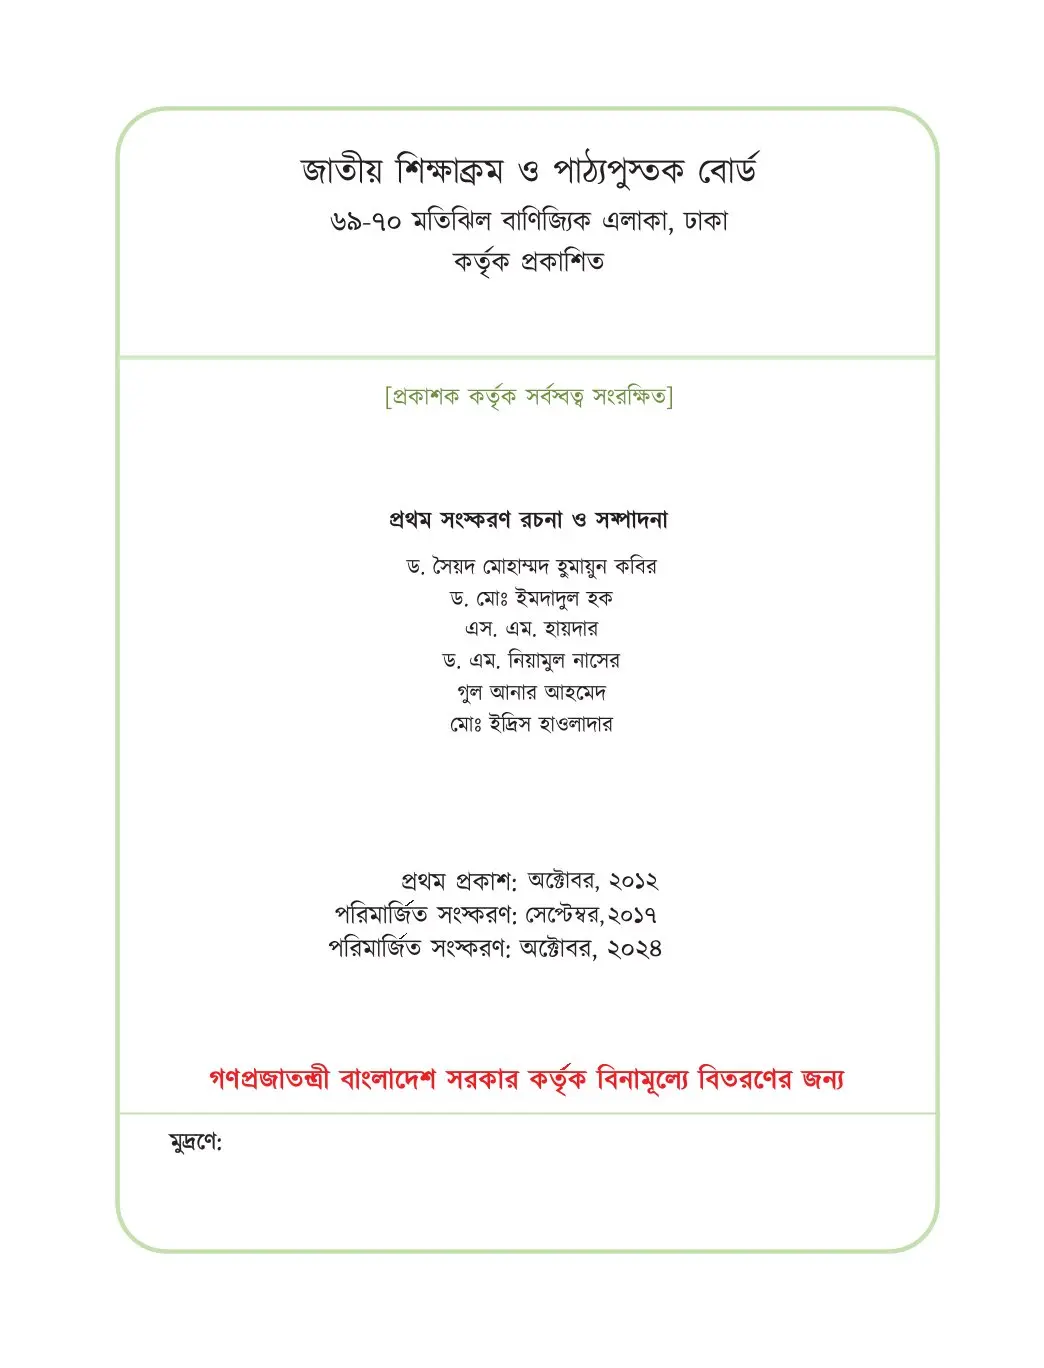 জাতীয় শিক্ষাক্রম ও পাঠ্যপুস্তক বোর্ড
৬৯-৭০ মতিঝিল বাণিজ্যিক এলাকা, ঢাকা
কর্তৃক প্রকাশিত
[প্রকাশক কর্তৃক সর্বস্বত্ব সংরক্ষিত]
প্রথম সংস্করণ রচনা ও সম্পাদনা
ড. সৈয়দ মোহাম্মদ হুমায়ুন কবির
ড. মোঃ ইমদাদুল হক
এস. এম. হায়দার
ড. এম. নিয়ামুল নাসের
গুল আনার আহমেদ
মোঃ ইদ্রিস হাওলাদার
প্রথম প্রকাশ: অক্টোবর, ২০১২
পরিমার্জিত সংস্করণ: সেপ্টেম্বর,২০১৭
পরিমার্জিত সংস্করণ: অক্টোবর, ২০২৪
গণপ্রজাতন্ত্রী বাংলাদেশ সরকার কর্তৃক বিনামূল্যে বিতরণের জন্য
মুদ্রণে: